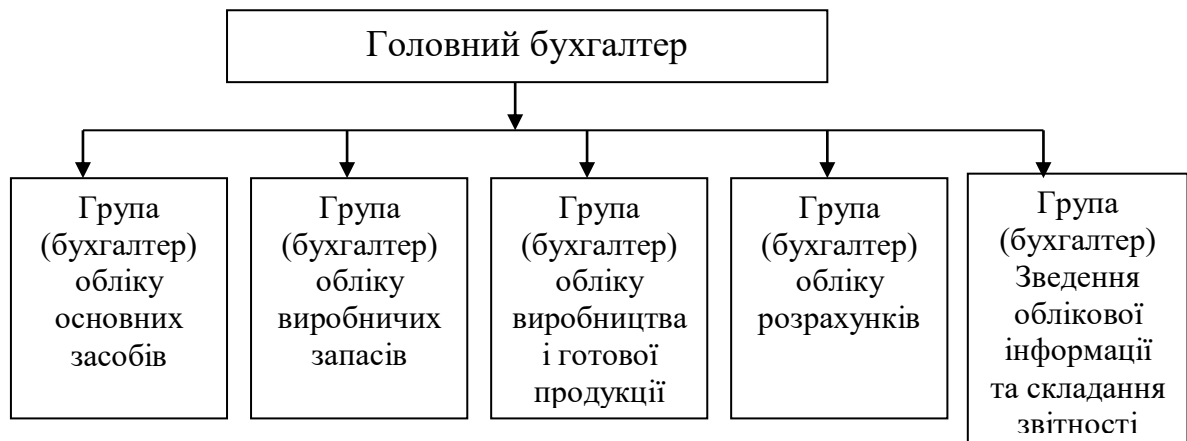 Головний бухгалтер
Група
(бухгалтер)
обліку
основних
засобів
Група
(бухгалтер)
обліку
виробничих
запасів
Група
(бухгалтер)
обліку
виробництва
і готової
продукції
Група
(бухгалтер)
обліку
розрахунків
Група
(бухгалтер)
Зведення
облікової
інформації
та складання
звітності